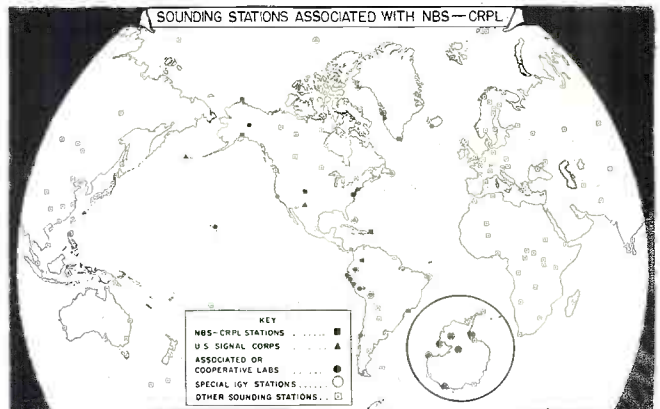 SOUNDING STATIONS ASSOCIATED WITH NBS—CRPL
KEY
NBS-CRPL STATIONS ......
U.S SIGNAL CORPS ....
ASSOCIATED OR
COOPERATIVE LABS ....
SPECIAL IGY STATIONS......
OTHER SOUNDING STATIONS...